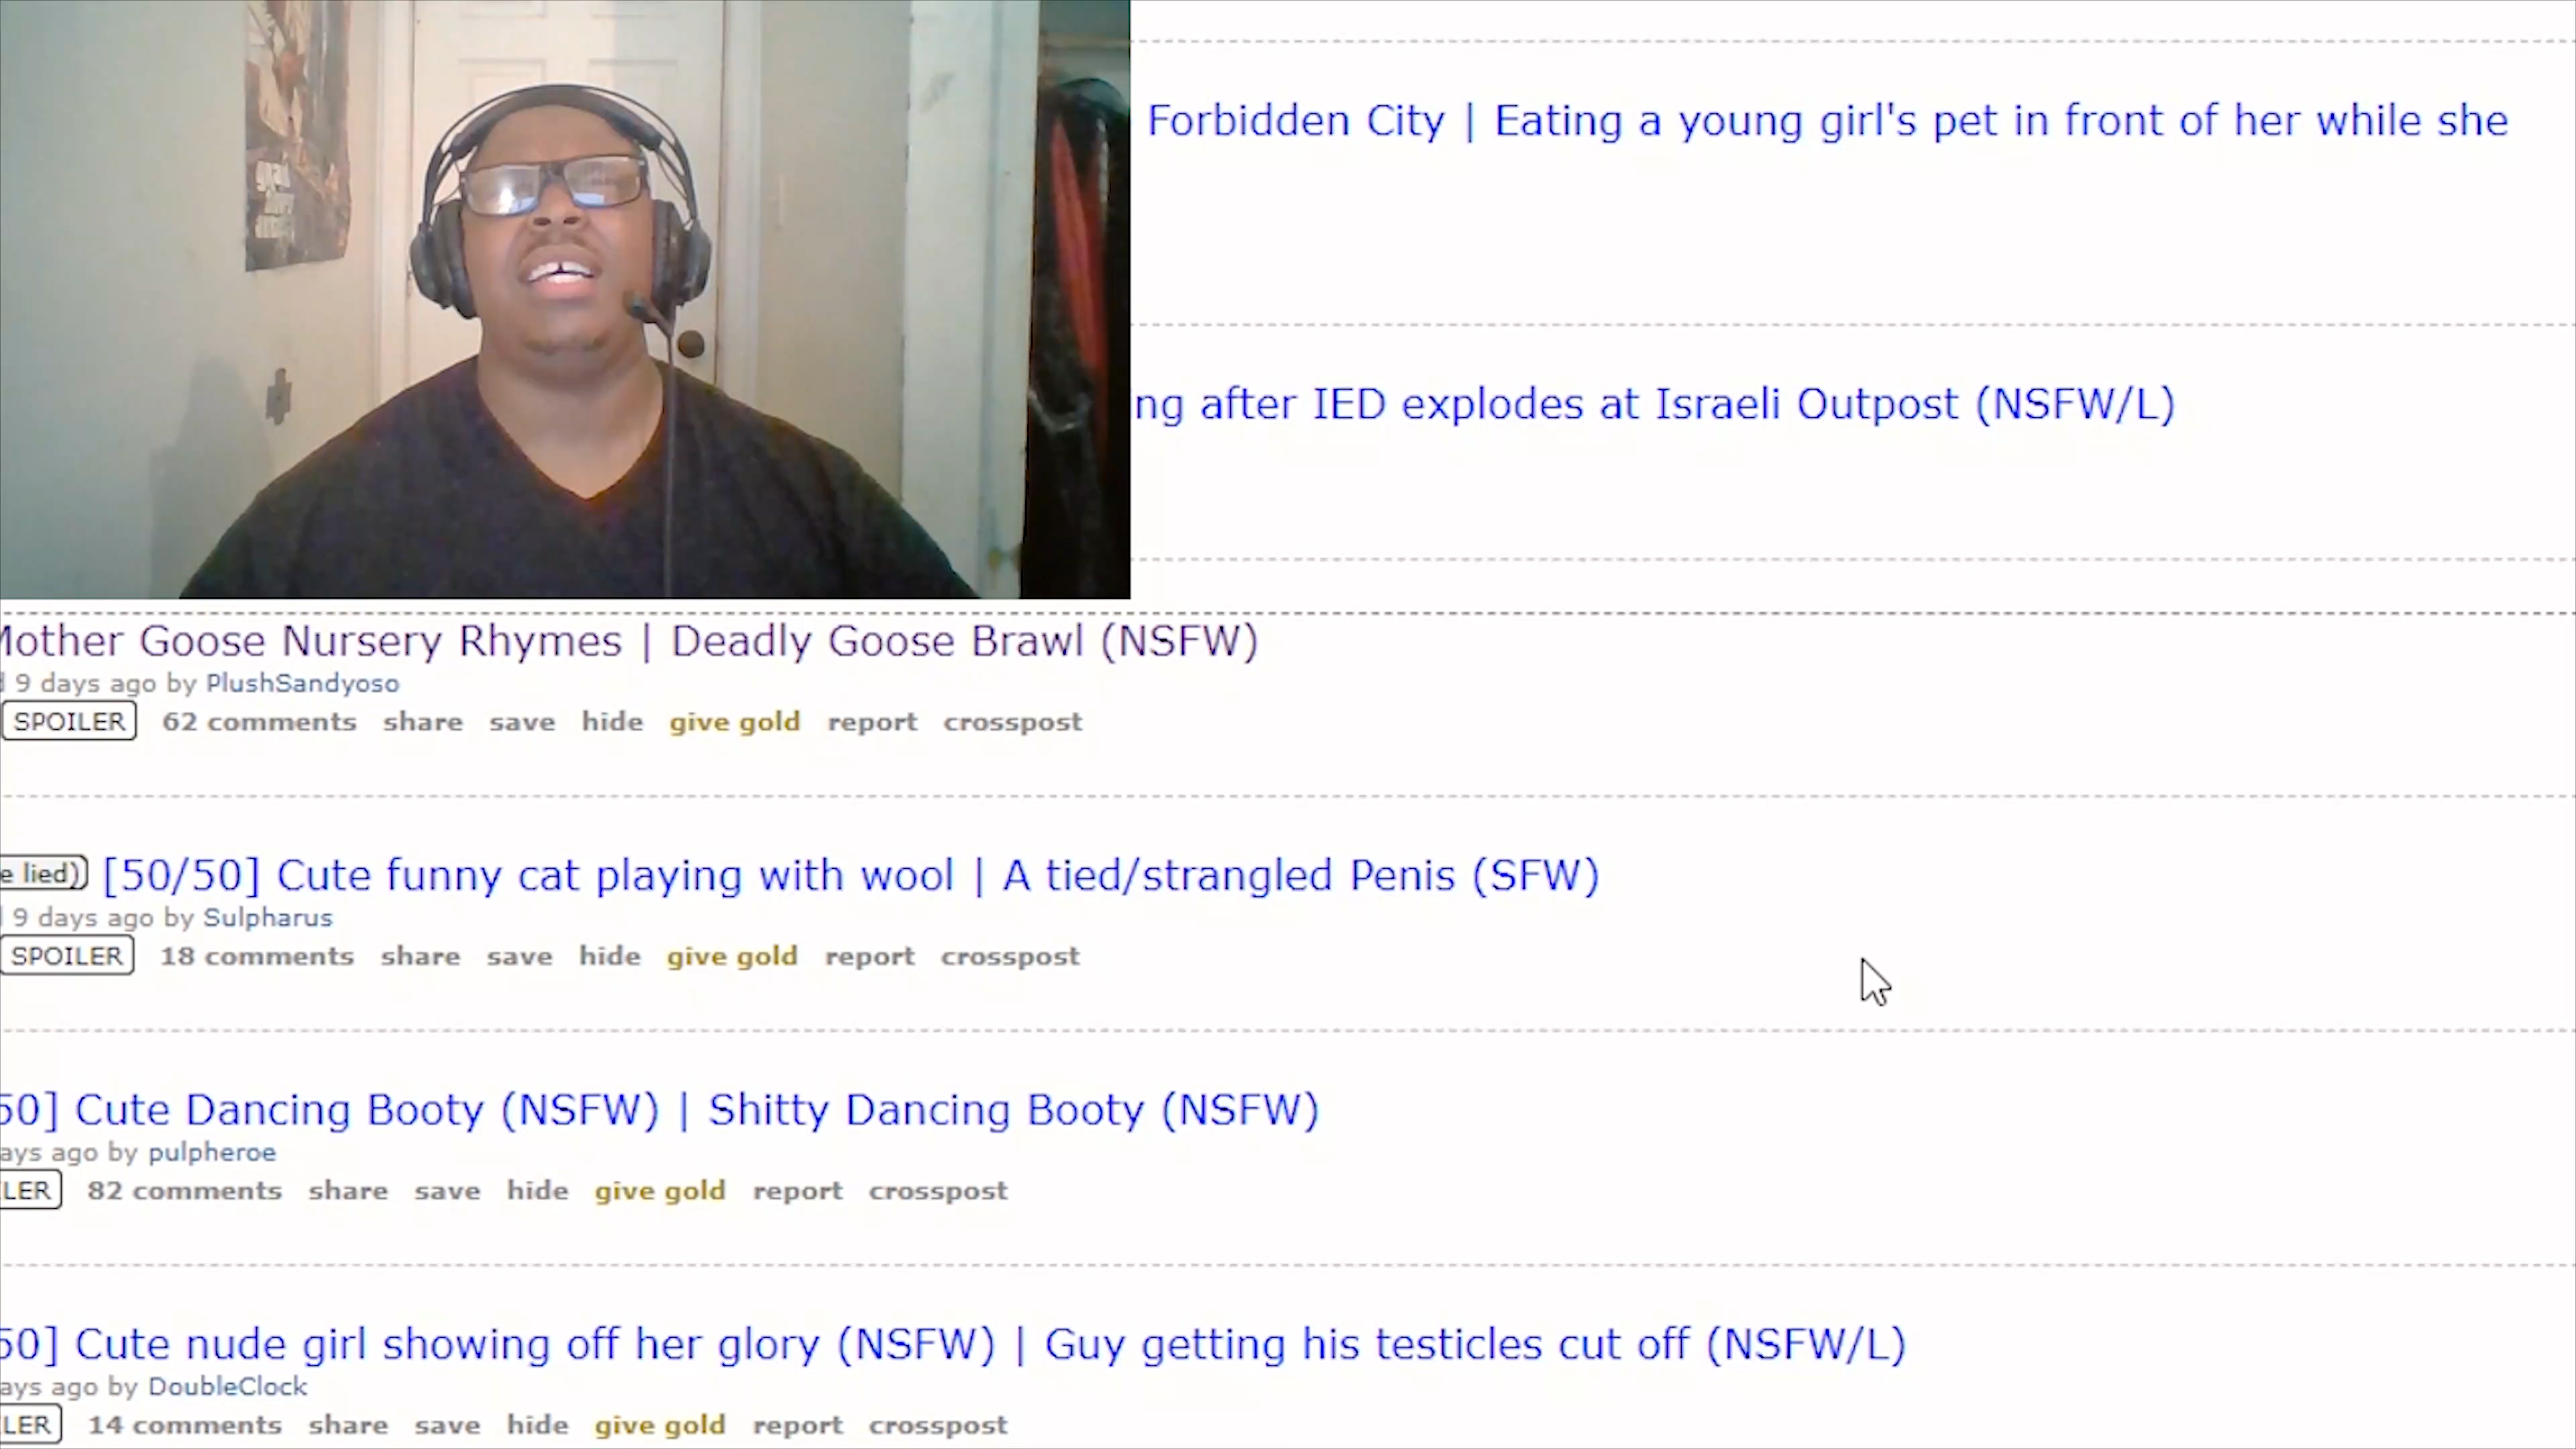 Forbidden City | Eating a young girl's pet in front of her while she
ng after IED explodes at Israeli Outpost (NSFW/L)
Mother Goose Nursery Rhymes | Deadly Goose Brawl (NSFW)
9 days ago by PlushSandyoso
SPOILER 62 comments share save hide give gold report crosspost
e lied) [50/50] Cute funny cat playing with wool | A tied/strangled Penis (SFW)
9 days ago by Sulpharus
SPOILER 18 comments share save hide give gold report crosspost
50] Cute Dancing Booty (NSFW) | Shitty Dancing Booty (NSFW)
ays ago by pulpheroe
LER 82 comments share save hide give gold report crosspost
50] Cute nude girl showing off her glory (NSFW) | Guy getting his testicles cut off (NSFW/L)
ays ago by DoubleClock
LER 14 comments share save hide give gold report crosspost